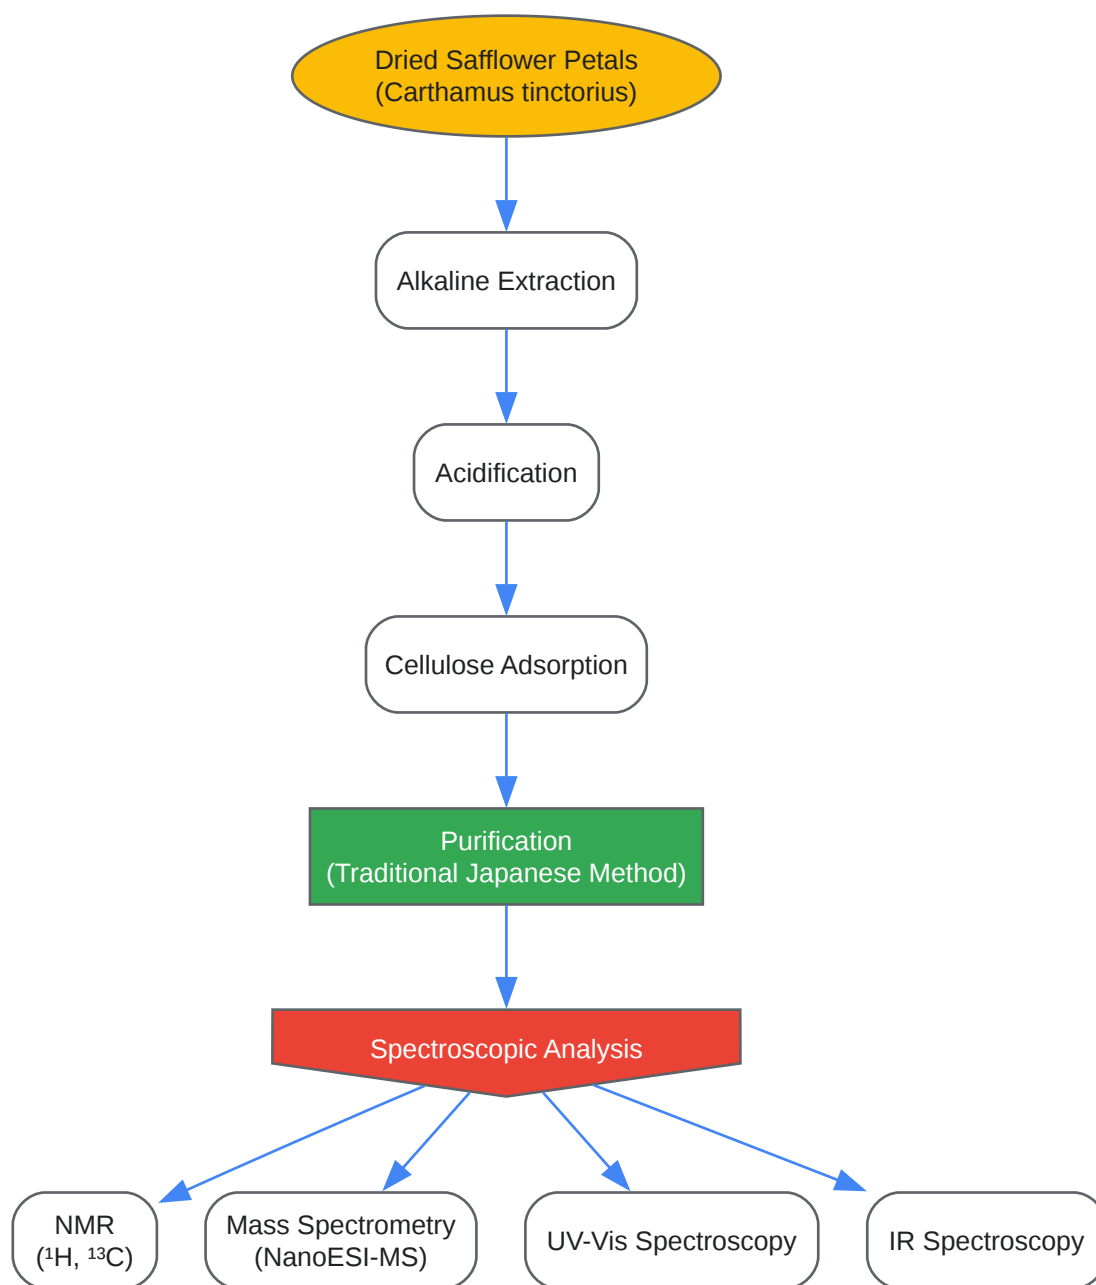 Dried Safflower Petals
(Carthamus tinctorius)
Alkaline Extraction
Acidification
Cellulose Adsorption
Purification
(Traditional Japanese Method)
Spectroscopic Analysis
NMR
(¹H, ¹³C)
Mass Spectrometry
(NanoESI-MS)
UV-Vis Spectroscopy
IR Spectroscopy